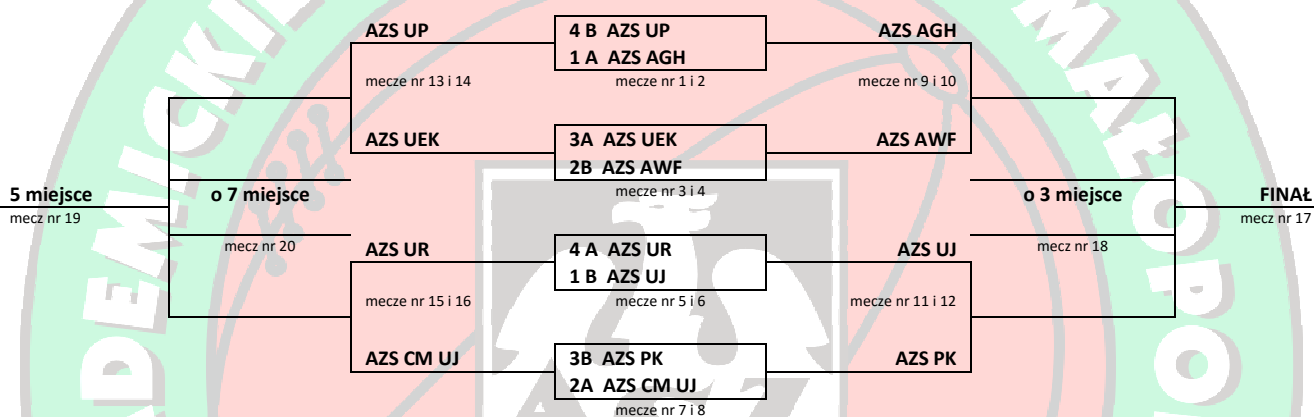 AZS UP 4 B AZS UP AZS AGH
1 A AZS AGH
mecze nr 13 i 14 mecze nr 1 i 2 mecze nr 9 i 10
AZS UEK 3A AZS UEK AZS AWF
2B AZS AWF
5 miejsce o 7 miejsce mecze nr 3 i 4 o 3 miejsce FINAŁ
mecz nr 19 mecz nr 17
mecz nr 20 AZS UR 4 A AZS UR AZS UJ mecz nr 18
1 B AZS UJ
mecze nr 15 i 16 mecze nr 5 i 6 mecze nr 11 i 12
AZS CM UJ 3B AZS PK AZS PK
2A AZS CM UJ
mecze nr 7 i 8